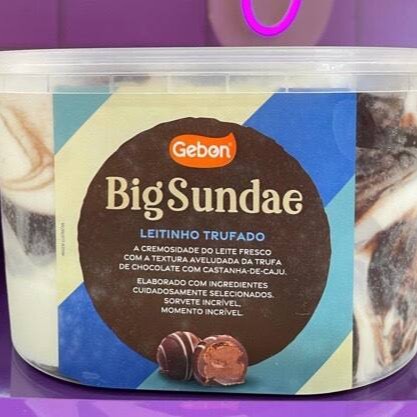 Gebon
BigSundae
LEITINHO TRUFADO
A CREMOSIDADE DO LEITE FRESCO
COM A TEXTURA AVELUDADA DA TRUFA
DE CHOCOLATE COM CASTANHA-DE-CAJU.
ELABORADO COM INGREDIENTES
CUIDADOSAMENTE SELECIONADOS.
SORVETE INCRÍVEL,
MOMENTO INCRÍVEL.